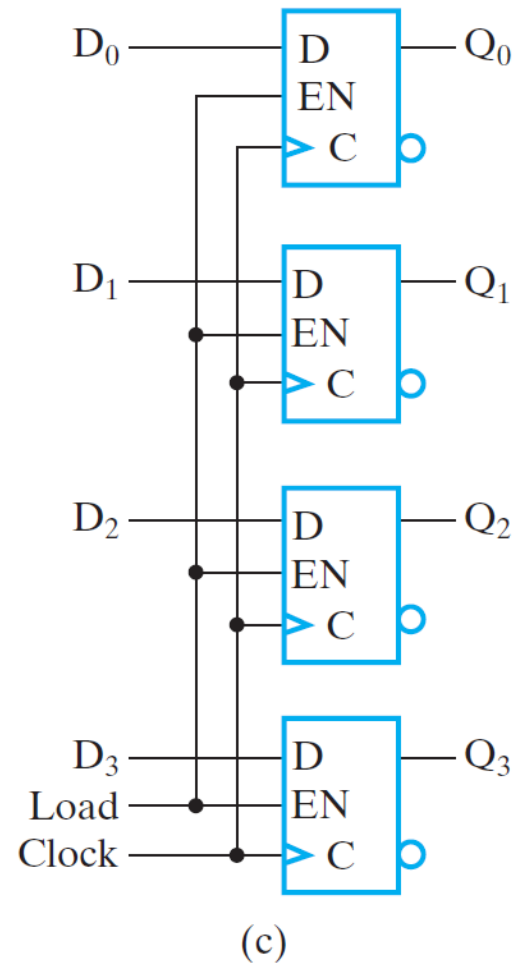 D₀ D Q₀
EN
C
D₁ D Q₁
EN
C
D₂ D Q₂
EN
C
D₃ D Q₃
Load EN
Clock C
(c)